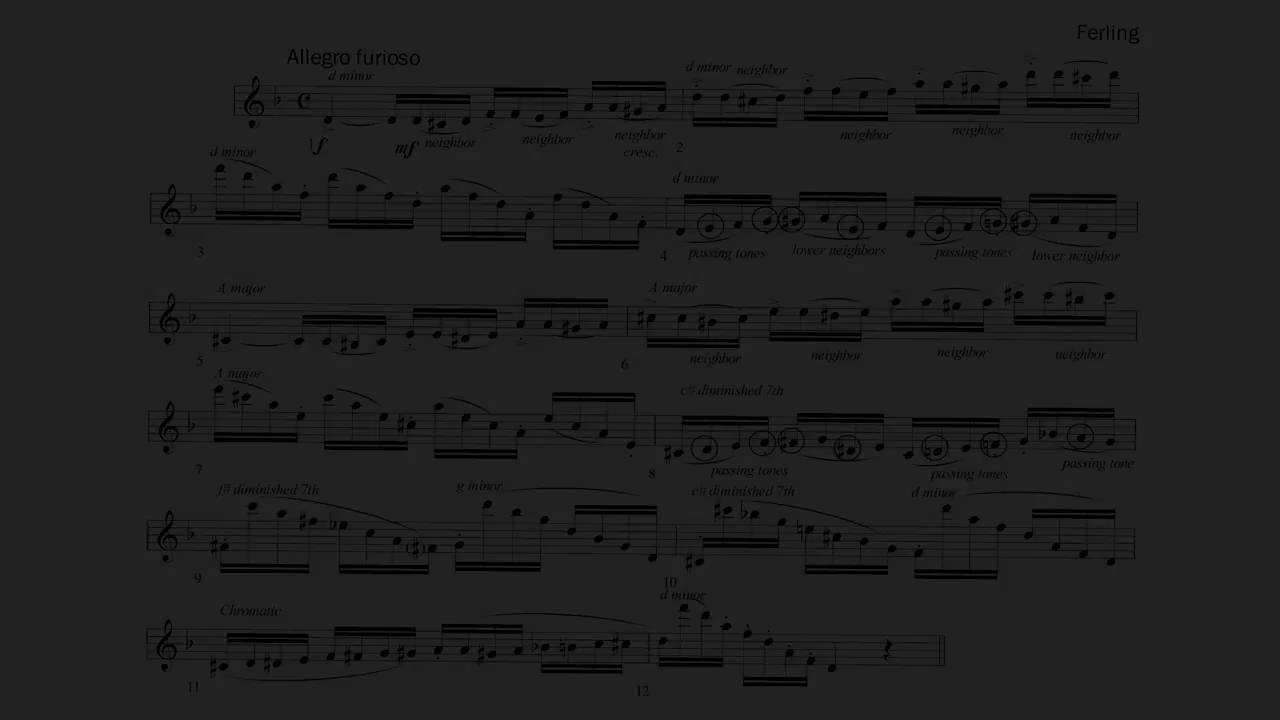 Ferling
Allegro furioso
d minor
d minor neighbor
1 f mf neighbor neighbor neighbor 2 neighbor neighbor neighbor
cresc.
d minor d minor
3 4 passing tones lower neighbors passing tones lower neighbor
A major A major
5 6 neighbor neighbor neighbor neighbor
A major c# diminished 7th
7 8 passing tones passing tones passing tone
f# diminished 7th g minor c# diminished 7th d minor
9 10
Chromatic d minor
11 12